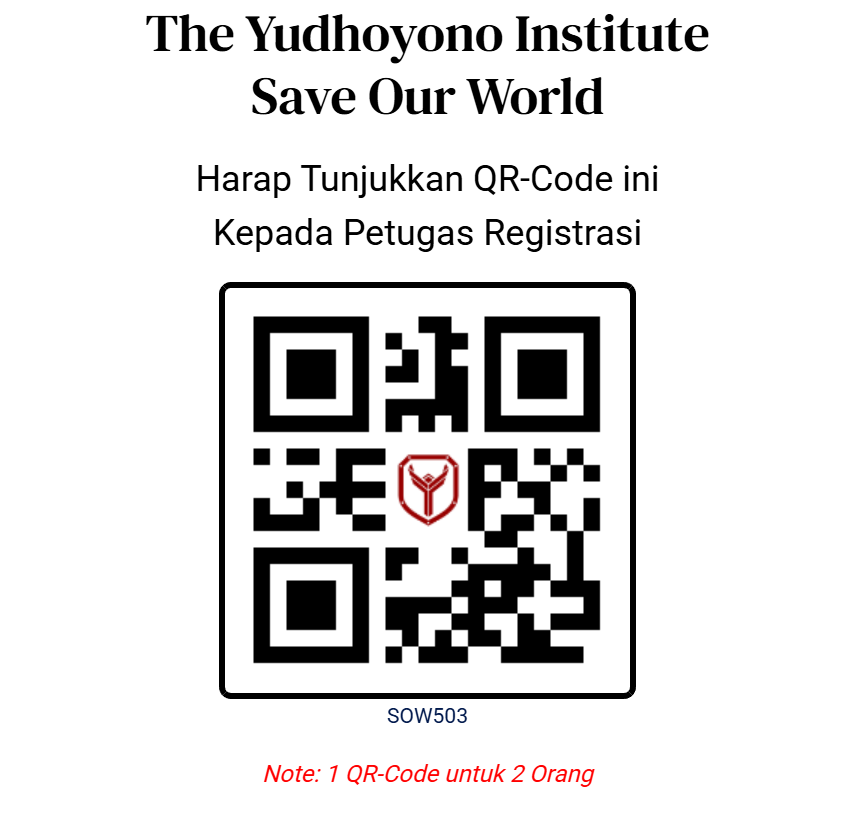 The Yudhoyono Institute
Save Our World
Harap Tunjukkan QR-Code ini
Kepada Petugas Registrasi
SOW503
Note: 1 QR-Code untuk 2 Orang